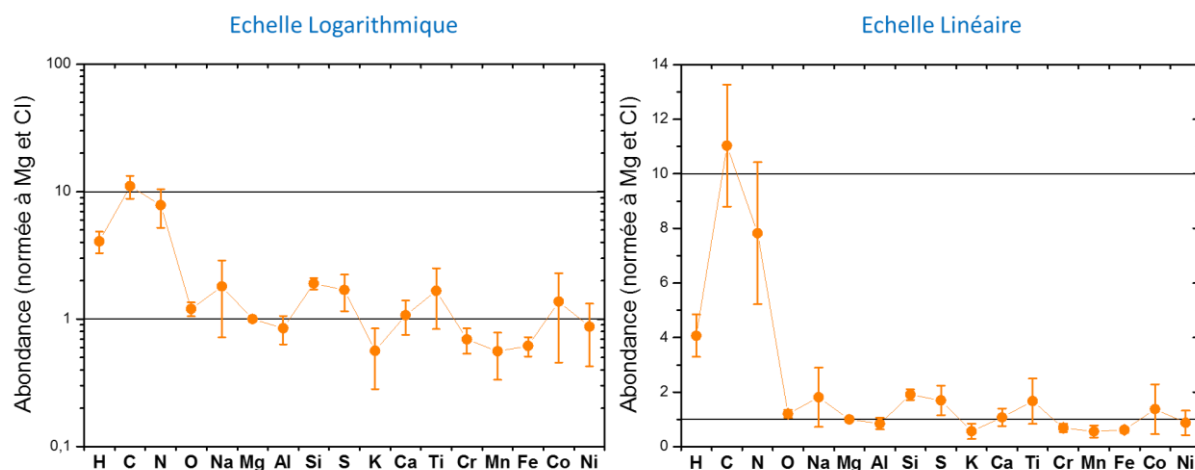 Echelle Logarithmique
Abondance (normée à Mg et CI)
100
10
1
0,1
H C N O Na Mg Al Si S K Ca Ti Cr Mn Fe Co Ni
Echelle Linéaire
Abondance (normée à Mg et CI)
14
12
10
8
6
4
2
1
0
H C N O Na Mg Al Si S K Ca Ti Cr Mn Fe Co Ni